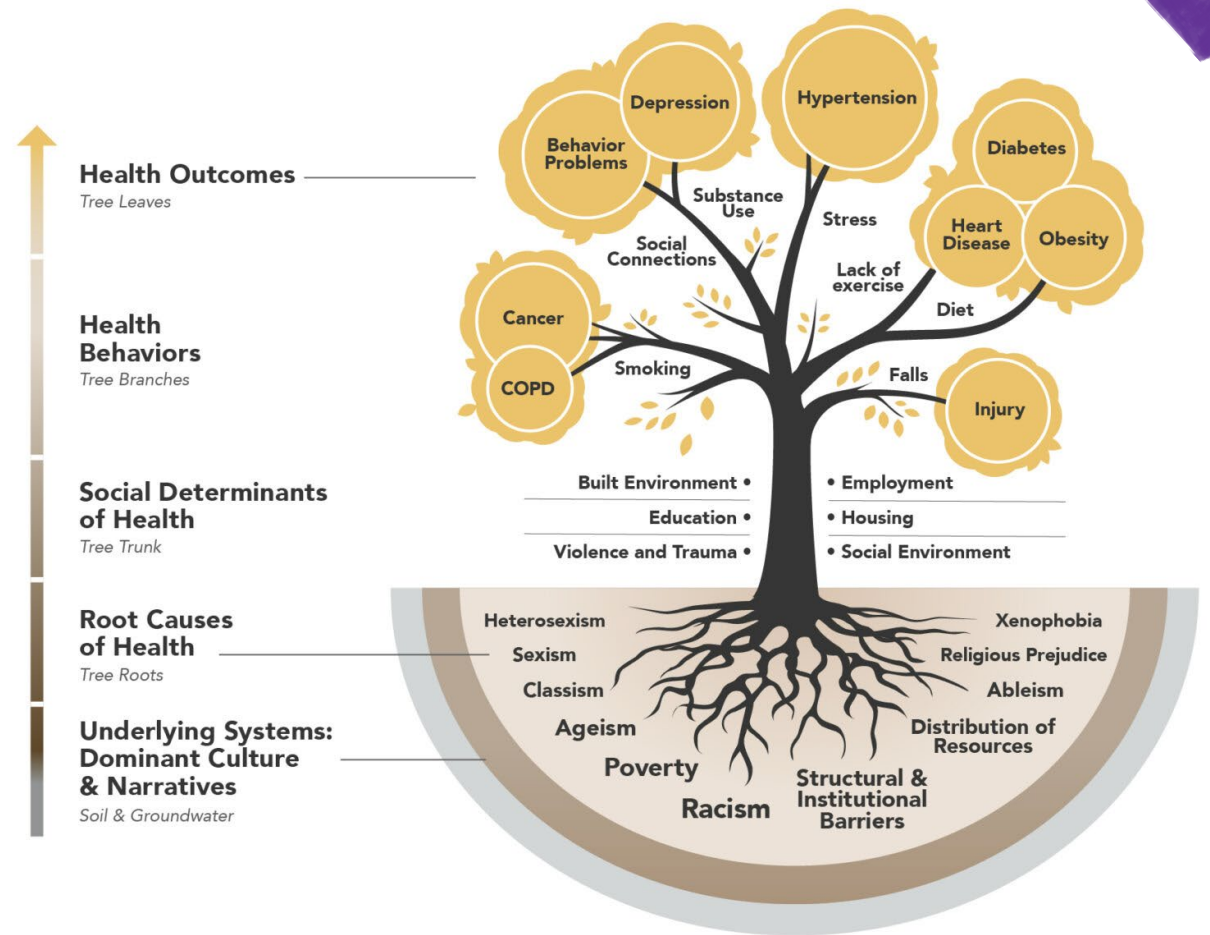 Health Outcomes
Tree Leaves
Health
Behaviors
Tree Branches
Social Determinants
of Health
Tree Trunk
Root Causes
of Health
Tree Roots
Underlying Systems:
Dominant Culture
& Narratives
Soil & Groundwater
Depression
Behavior
Problems
Hypertension
Diabetes
Heart
Disease
Obesity
Substance
Use
Stress
Social
Connections
Lack of
exercise
Diet
Cancer
COPD
Smoking
Falls
Injury
Built Environment •
• Employment
Education •
• Housing
Violence and Trauma •
• Social Environment
Heterosexism
Sexism
Classism
Ageism
Poverty
Racism
Structural &
Institutional
Barriers
Distribution of
Resources
Ableism
Religious Prejudice
Xenophobia